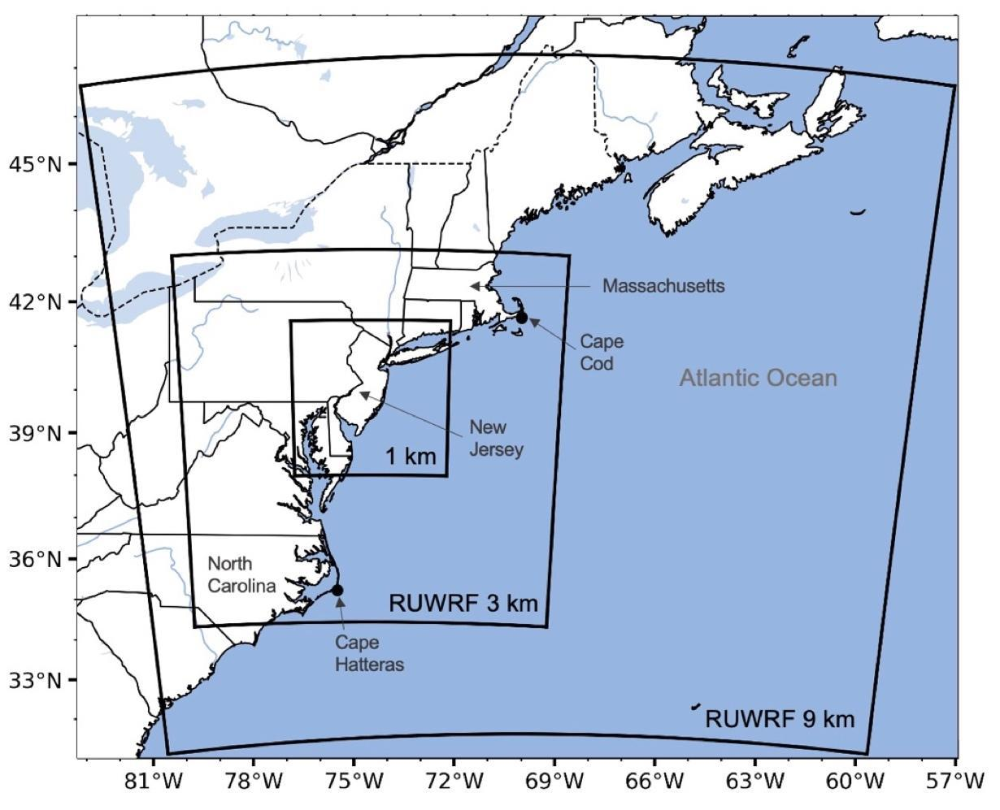 45°N
42°N
39°N
36°N
33°N
Massachusetts
Cape
Cod
Atlantic Ocean
New
Jersey
1 km
North
Carolina
RUWRF 3 km
Cape
Hatteras
RUWRF 9 km
81°W
78°W
75°W
72°W
69°W
66°W
63°W
60°W
57°W